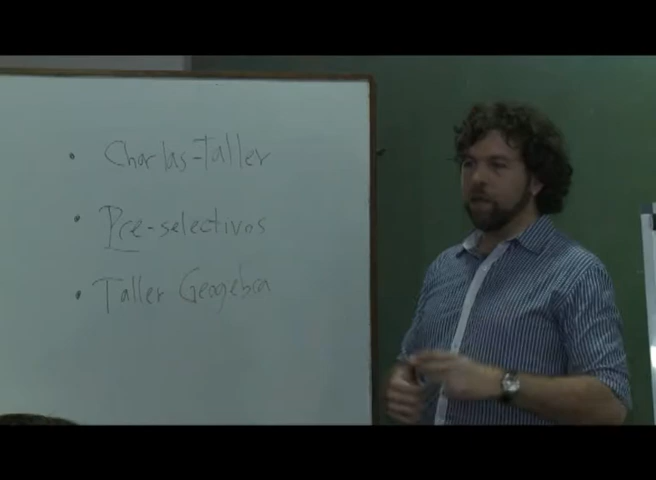 • Charlas-Taller
• Pre-selectivos
• Taller Geogebra